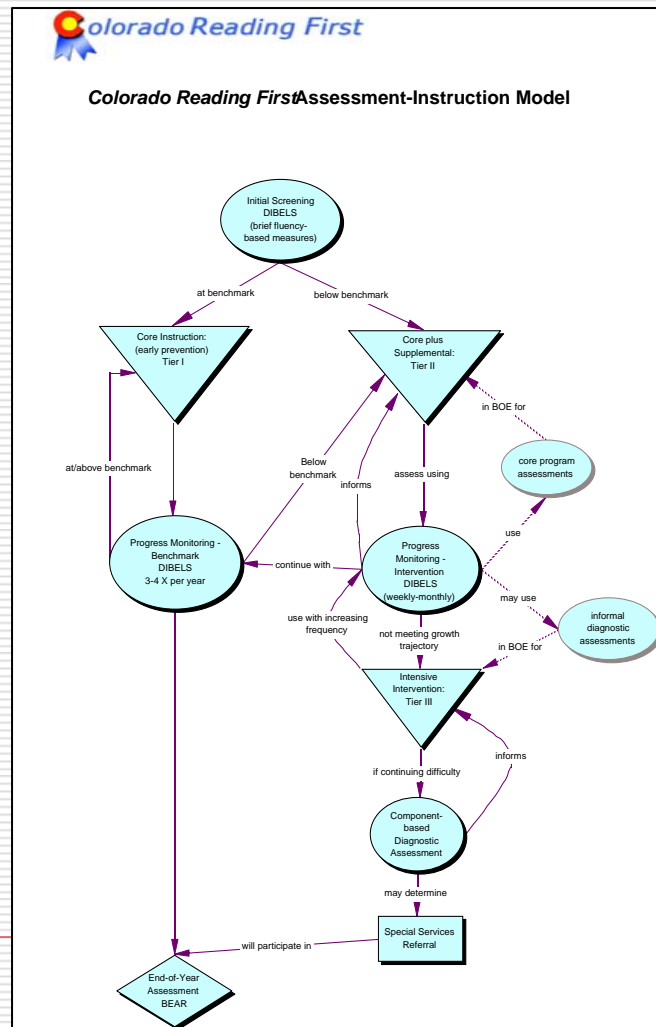 Colorado Reading First
Colorado Reading FirstAssessment-Instruction Model
Initial Screening
DIBELS
(brief fluency-
based measures)
at benchmark
below benchmark
Core Instruction:
(early prevention)
Tier I
Core plus
Supplemental:
Tier II
in BOE for
at/above benchmark
Below
benchmark
informs
assess using
core program
assessments
Progress Monitoring -
Benchmark
DIBELS
3-4 X per year
continue with
Progress
Monitoring -
Intervention
DIBELS
(weekly-monthly)
use
may use
use with increasing
frequency
not meeting growth
trajectory
informal
diagnostic
assessments
in BOE for
Intensive
Intervention:
Tier III
informs
if continuing difficulty
Component-
based
Diagnostic
Assessment
may determine
Special Services
Referral
will participate in
End-of-Year
Assessment
BEAR